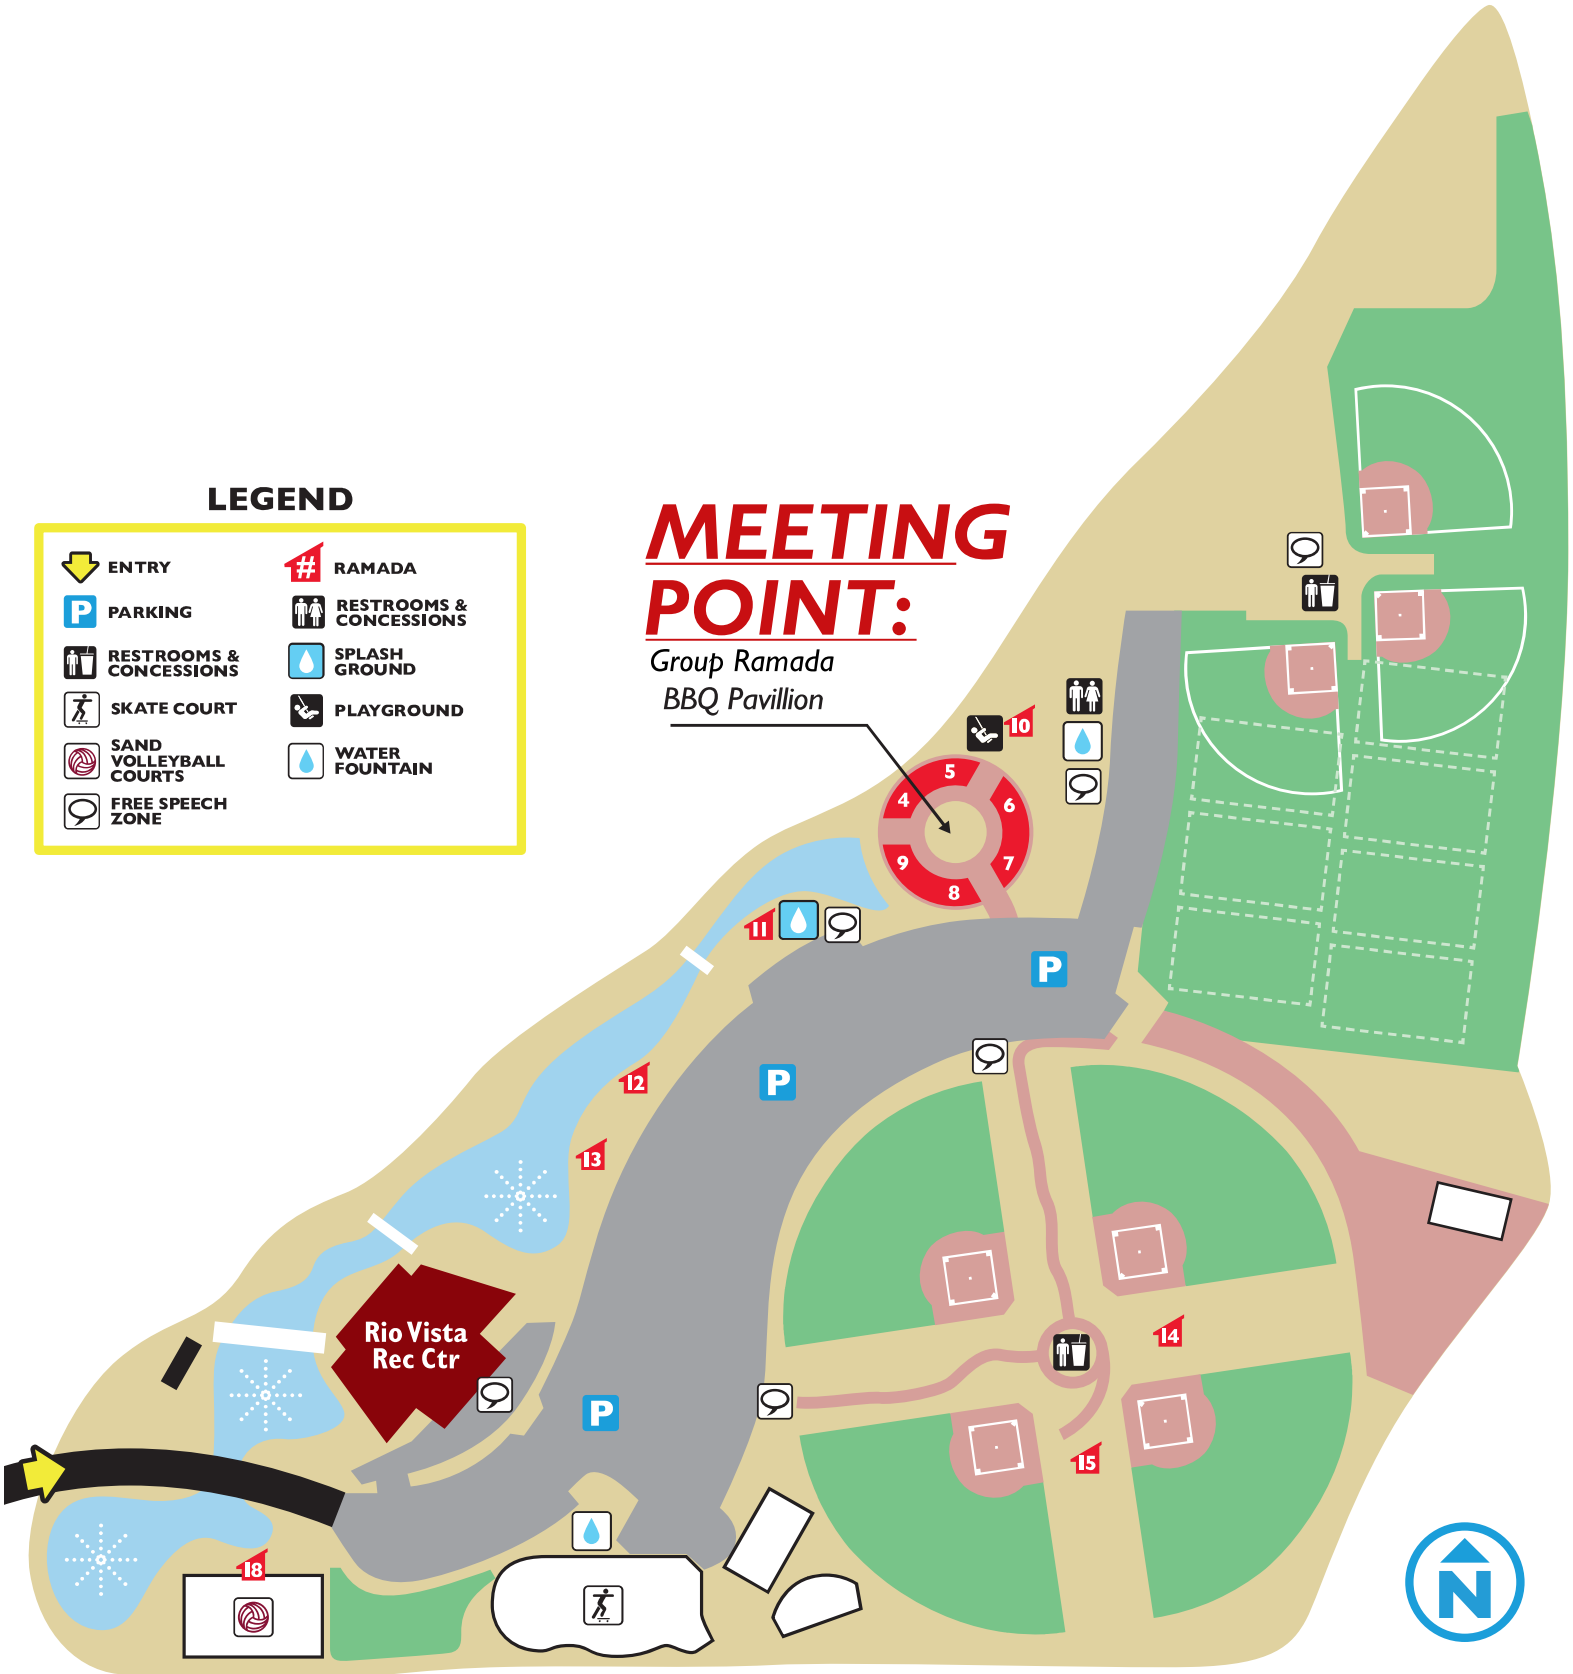 MEETING
POINT:
Group Ramada
BBQ Pavillion
LEGEND
ENTRY
# RAMADA
P PARKING
RESTROOMS &
CONCESSIONS
RESTROOMS &
CONCESSIONS
SPLASH
GROUND
SKATE COURT
PLAYGROUND
SAND
VOLLEYBALL
COURTS
WATER
FOUNTAIN
FREE SPEECH
ZONE
10
5
4
6
9
7
8
11
P
P
12
13
Rio Vista
Rec Ctr
14
P
15
18
N